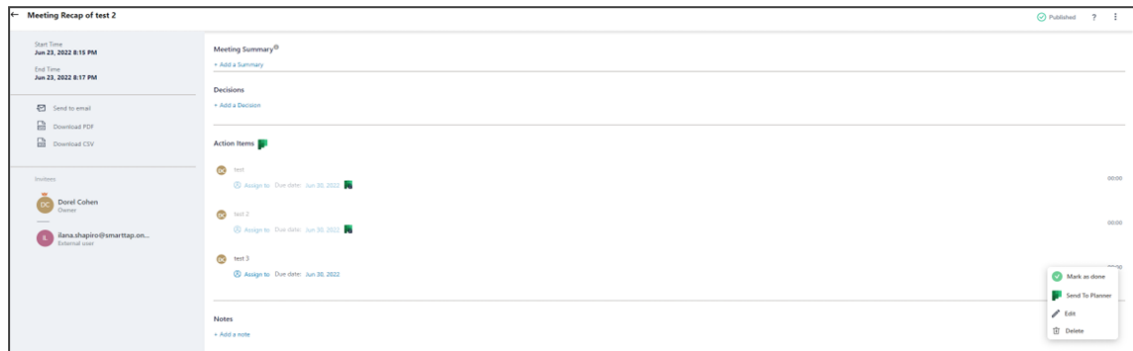 Meeting Recap of test 2
Published ?
Start Time
Jun 23, 2022 8:15 PM
End Time
Jun 23, 2022 8:17 PM
Send to email
Download PDF
Download CSV
Invitees
DC Dorel Cohen
Owner
ilana.shapiro@smarttap.on...
External user
Meeting Summary
+ Add a Summary
Decisions
+ Add a Decision
Action Items
DC test
Assign to Due date: Jun 30, 2022
00:00
DC test 2
Assign to Due date: Jun 30, 2022
00:00
DC test 3
Assign to Due date: Jun 30, 2022
Mark as done
Send To Planner
Edit
Delete
Notes
+ Add a note